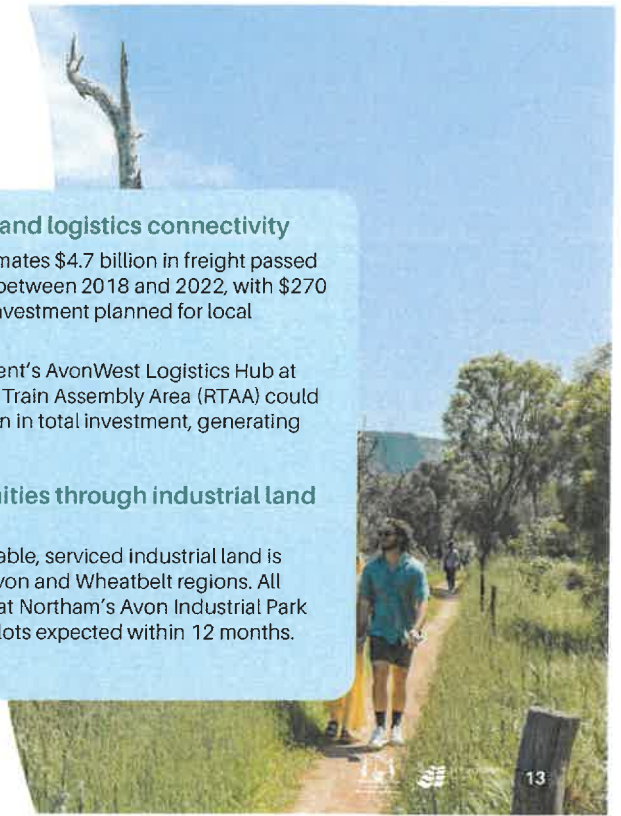 and logistics connectivity
mates $4.7 billion in freight passed
between 2018 and 2022, with $270
nvestment planned for local
ent's AvonWest Logistics Hub at
Train Assembly Area (RTAA) could
n in total investment, generating
nities through industrial land
able, serviced industrial land is
von and Wheatbelt regions. All
at Northam's Avon Industrial Park
lots expected within 12 months.
13